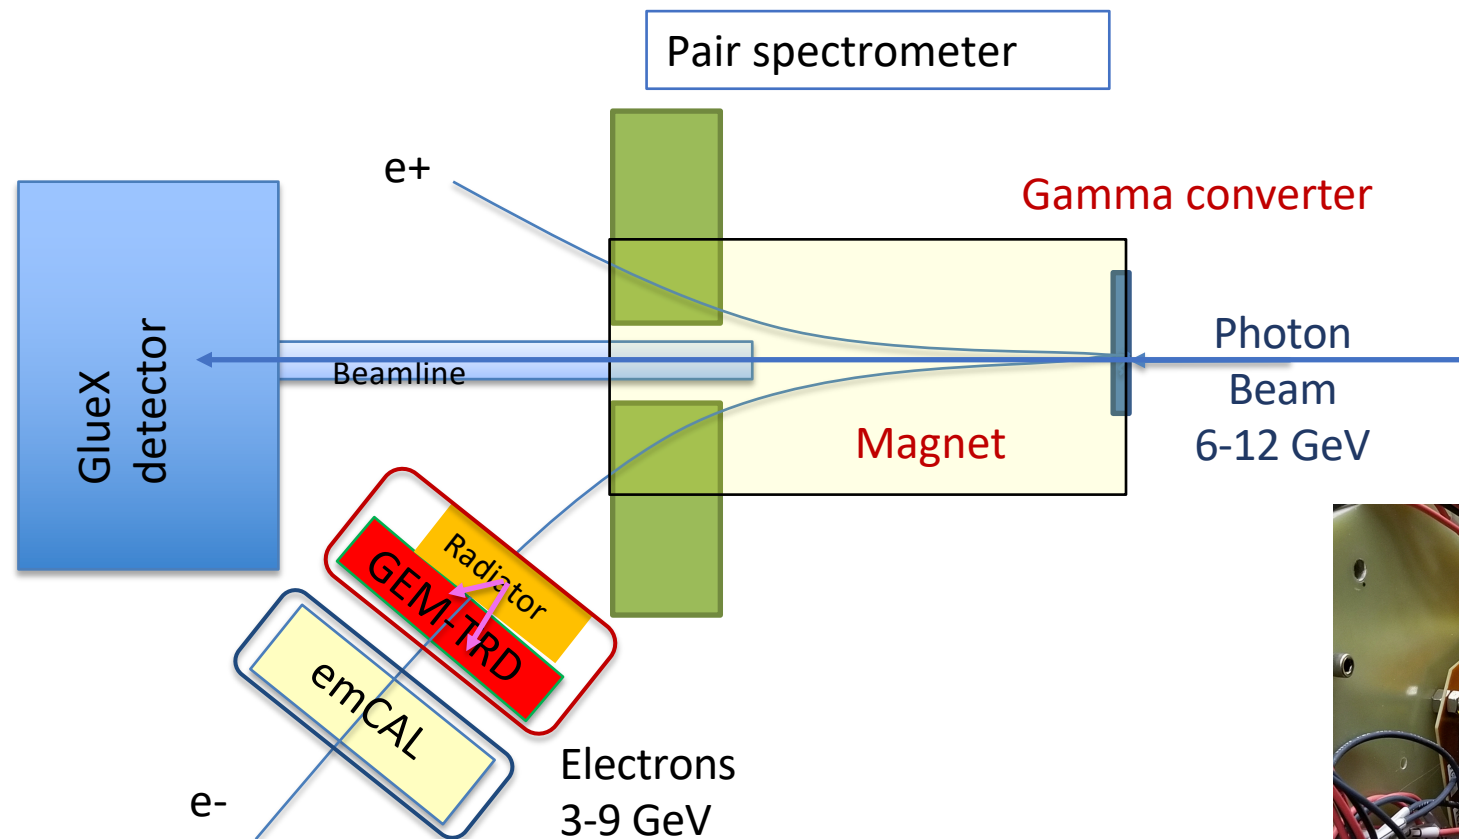 Pair spectrometer
e+
Gamma converter
GlueX
detector
Beamline
Photon
Beam
6-12 GeV
Magnet
Radiator
GEM-TRD
emCAL
Electrons
3-9 GeV
e-